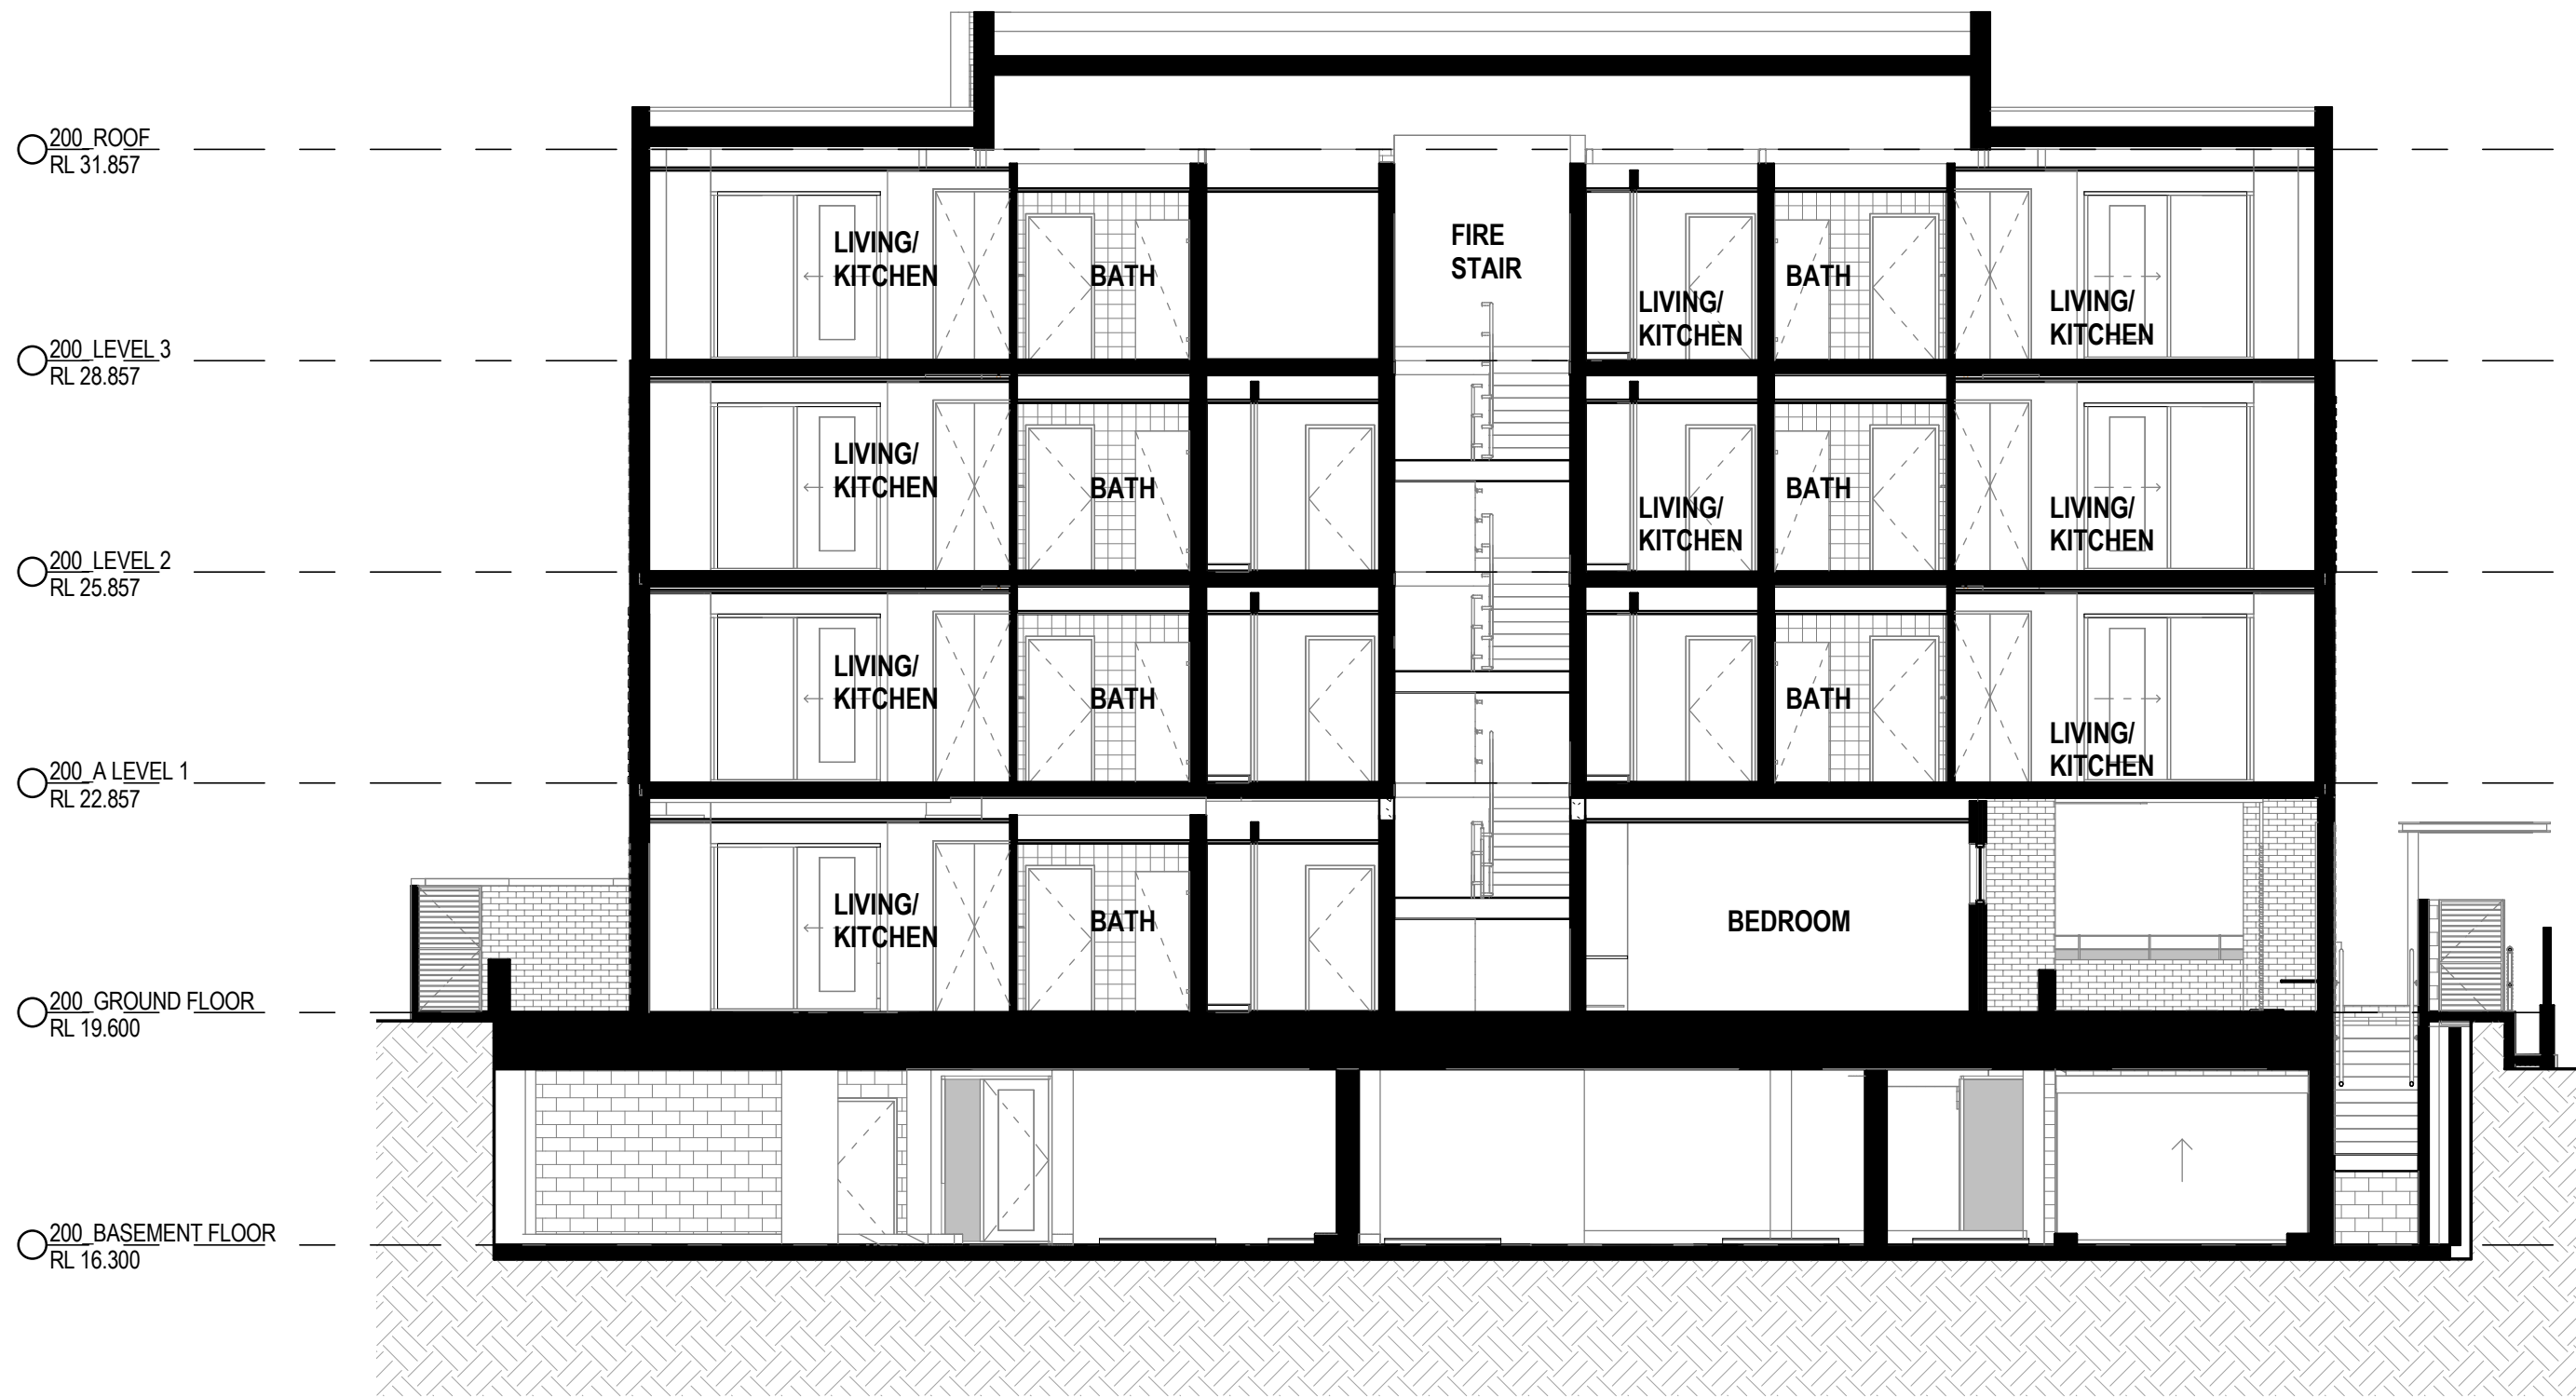 200_ROOF
RL 31.857
LIVING/
KITCHEN
BATH
FIRE
STAIR
LIVING/
KITCHEN
BATH
LIVING/
KITCHEN
200_LEVEL 3
RL 28.857
LIVING/
KITCHEN
BATH
LIVING/
KITCHEN
BATH
LIVING/
KITCHEN
200_LEVEL 2
RL 25.857
LIVING/
KITCHEN
BATH
BATH
LIVING/
KITCHEN
200_A LEVEL 1
RL 22.857
LIVING/
KITCHEN
BATH
BEDROOM
200_GROUND FLOOR
RL 19.600
200_BASEMENT FLOOR
RL 16.300